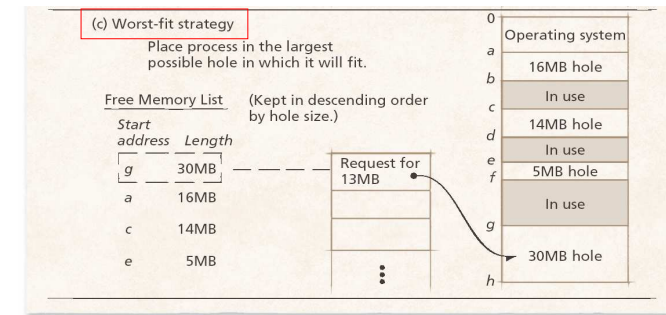 (c) Worst-fit strategy
Place process in the largest
possible hole in which it will fit.
Free Memory List
(Kept in descending order
by hole size.)
Start
address
Length
g 30MB
a 16MB
c 14MB
e 5MB
Request for
13MB
0
Operating system
a
16MB hole
b
In use
c
14MB hole
d
In use
e
5MB hole
f
In use
g
30MB hole
h